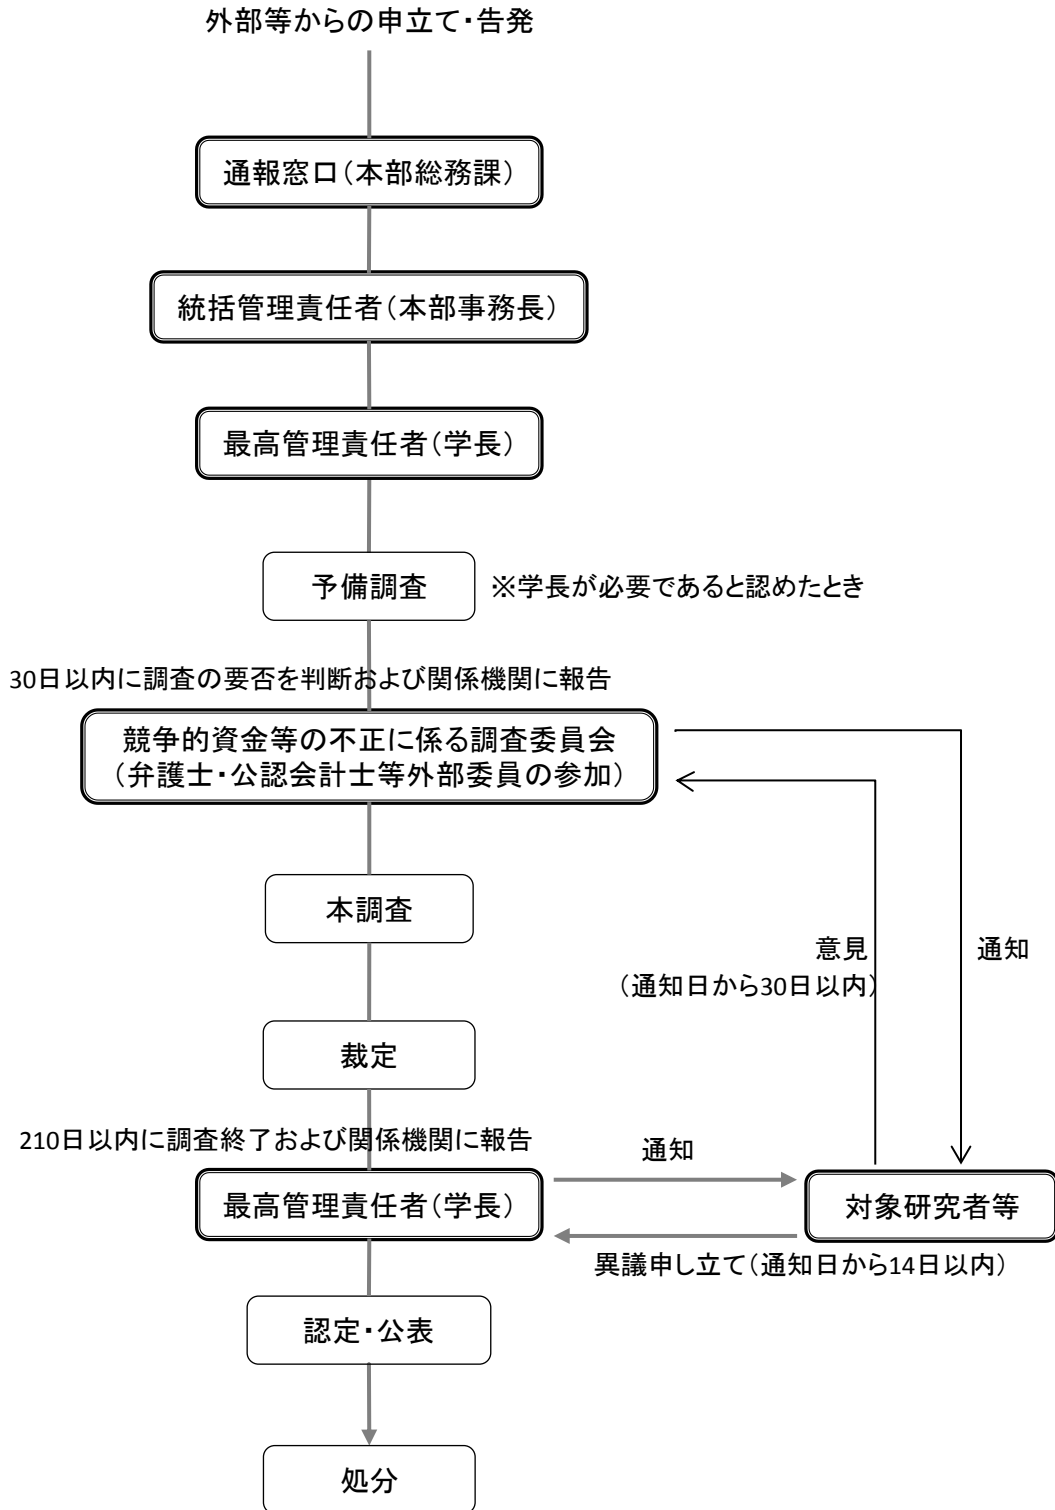 外部等からの申立て・告発
通報窓口（本部総務課）
統括管理責任者（本部事務長）
最高管理責任者（学長）
予備調査
※学長が必要であると認めたとき
30日以内に調査の要否を判断および関係機関に報告
競争的資金等の不正に係る調査委員会
（弁護士・公認会計士等外部委員の参加）
本調査
意見
（通知日から30日以内）
通知
裁定
210日以内に調査終了および関係機関に報告
通知
最高管理責任者（学長）
対象研究者等
異議申し立て（通知日から14日以内）
認定・公表
処分